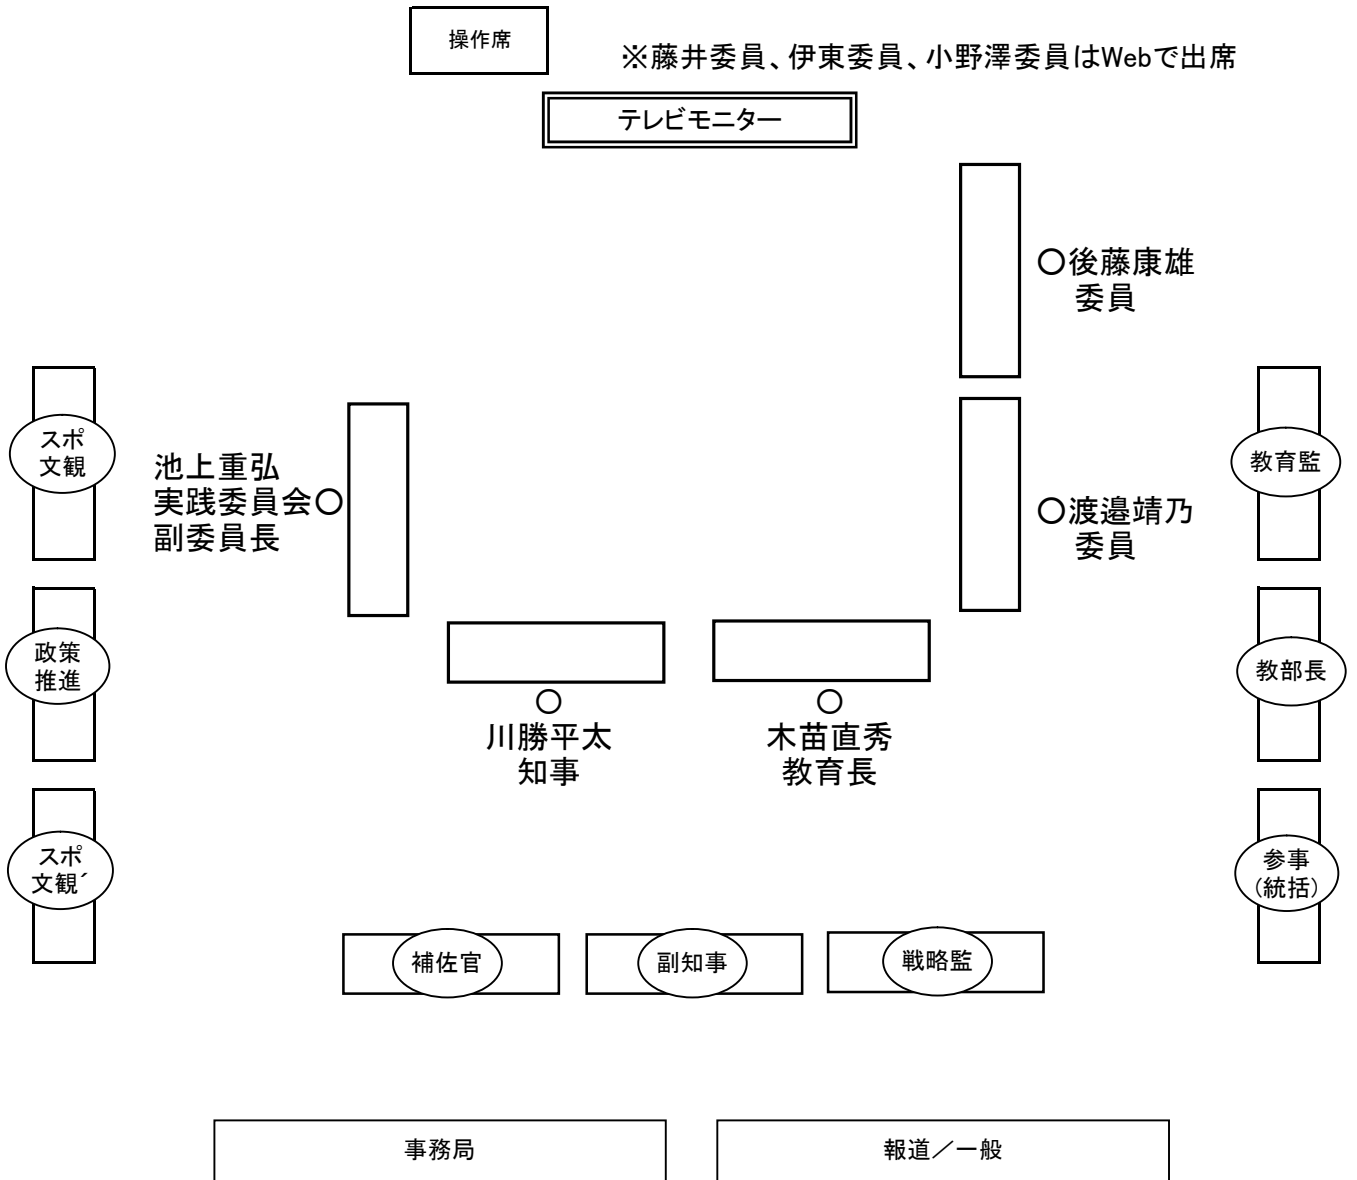 操作席
※藤井委員、伊東委員、小野澤委員はWebで出席
テレビモニター
○後藤康雄
委員
スポ
文観
池上重弘
実践委員会○
副委員長
○渡邉靖乃
委員
教育監
政策
推進
教部長
○
川勝平太
知事
○
木苗直秀
教育長
スポ
文観´
参事
(統括)
補佐官
副知事
戦略監
事務局
報道／一般